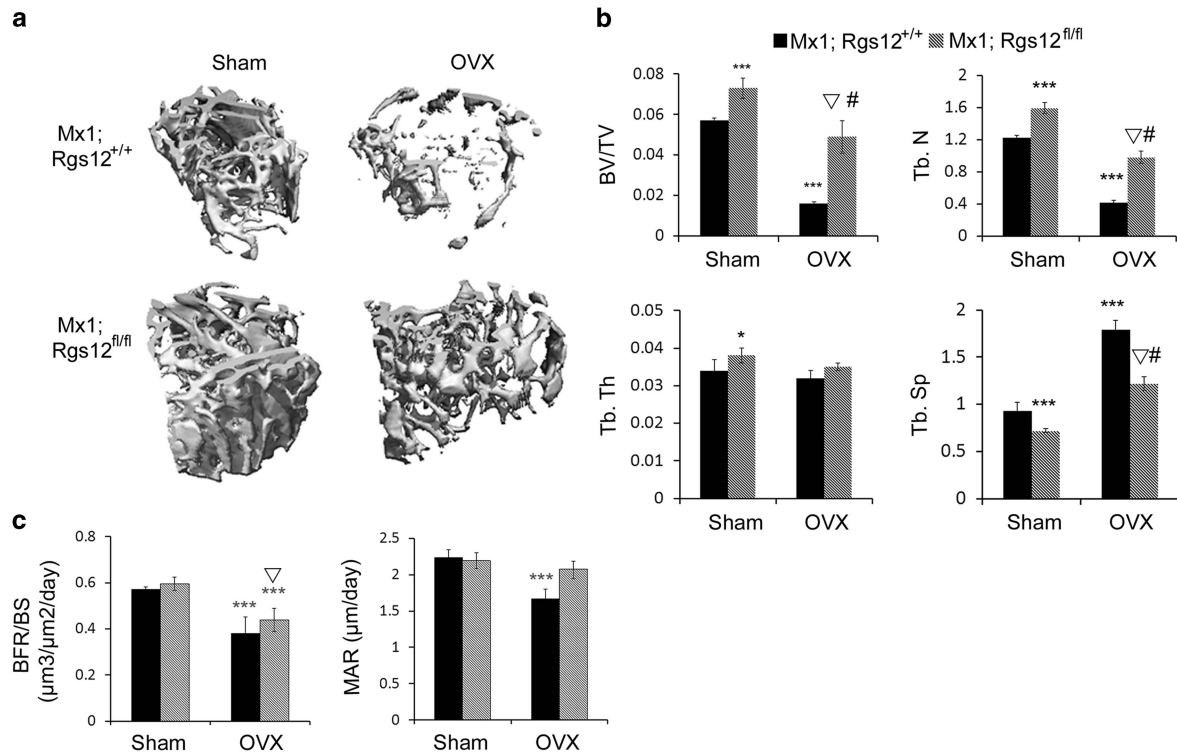 a
Sham OVX
Mx1;
Rgs12+/+
Mx1;
Rgs12fl/fl
b
Mx1; Rgs12+/+ Mx1; Rgs12fl/fl
BV/TV
0.08
0.06
0.04
0.02
0
***
***
▽ #
Sham OVX
Tb. N
2
1.6
1.2
0.8
0.4
0
***
***
▽#
Sham OVX
Tb. Th
0.05
0.04
0.03
0.02
0.01
0
*
Sham OVX
Tb. Sp
2
1.5
1
0.5
0
***
***
▽#
Sham OVX
c
BFR/BS
(µm3/µm2/day)
0.8
0.6
0.4
0.2
0
***
▽
***
Sham OVX
MAR (µm/day)
2.5
2
1.5
1
0.5
0
***
Sham OVX